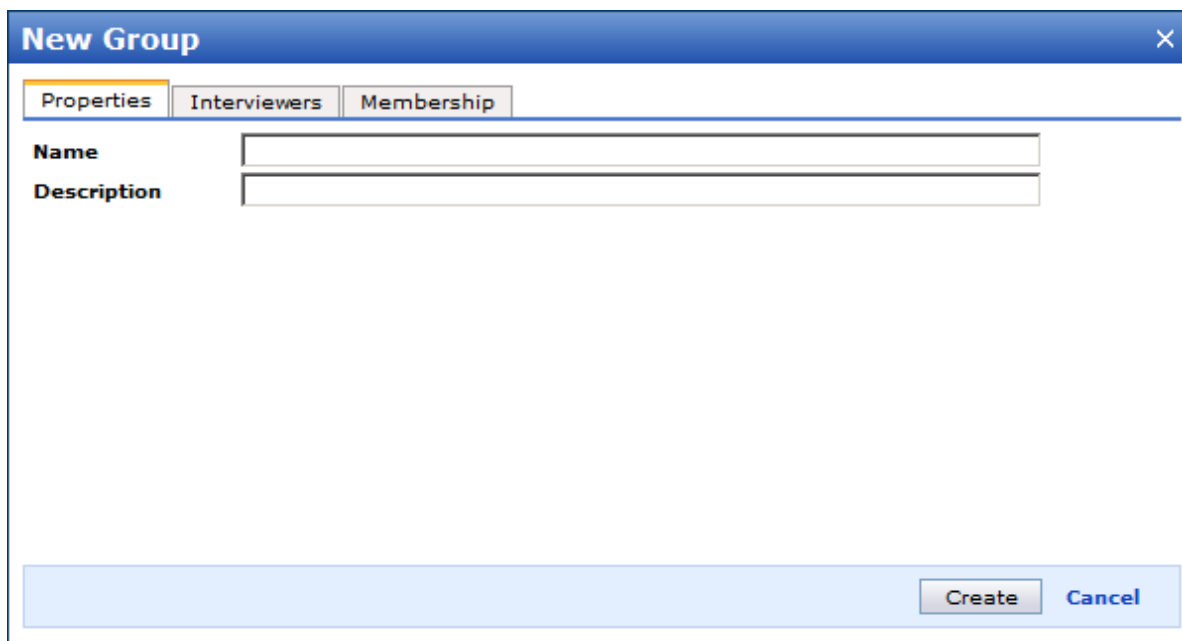 New Group
Properties Interviewers Membership
Name
Description
Create Cancel